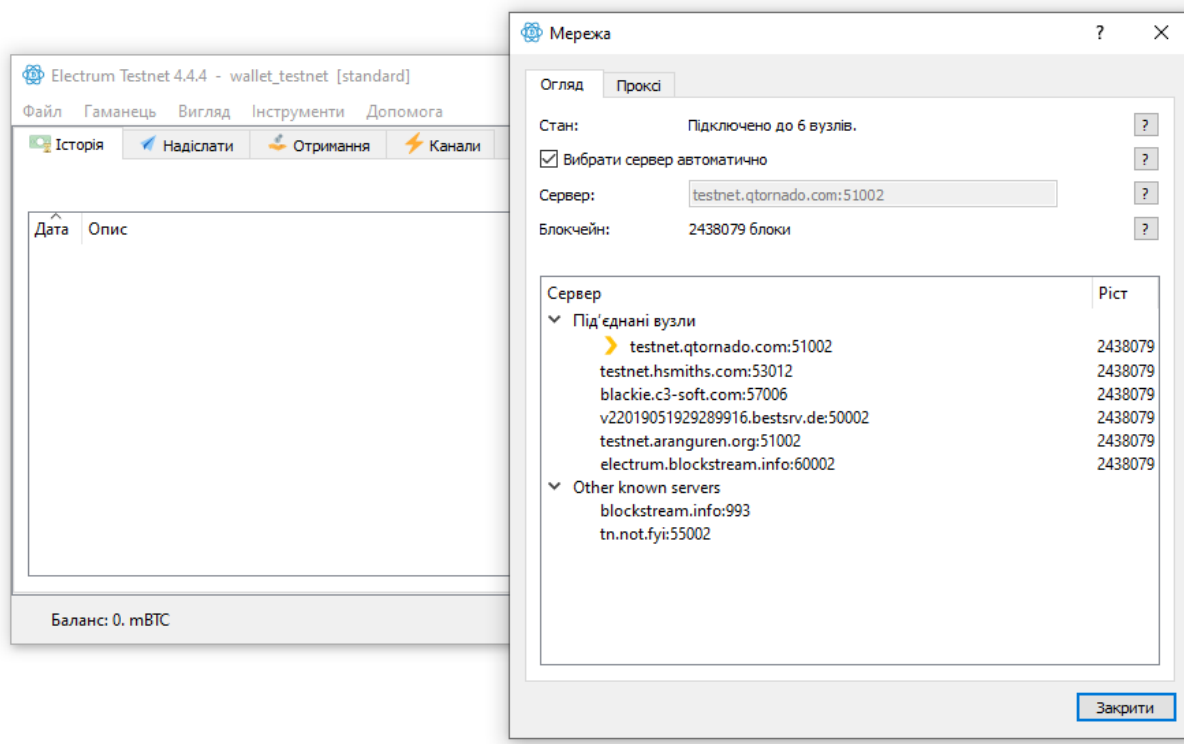 Electrum Testnet 4.4.4 - wallet_testnet [standard]
Файл Гаманець Вигляд Інструменти Допомога
Історія Надіслати Отримання Канали
Дата Опис
Баланс: 0. mBTC
Мережа ?
Огляд Проксі
Стан: Підключено до 6 вузлів. ?
Вибрати сервер автоматично ?
Сервер: testnet.qtornado.com:51002 ?
Блокчейн: 2438079 блоки ?
Сервер Ріст
Під'єднані вузли
testnet.qtornado.com:51002 2438079
testnet.hsmiths.com:53012 2438079
blackie.c3-soft.com:57006 2438079
v22019051929289916.bestsrv.de:50002 2438079
testnet.aranguren.org:51002 2438079
electrum.blockstream.info:60002 2438079
Other known servers
blockstream.info:993
tn.not.fyi:55002
Закрити